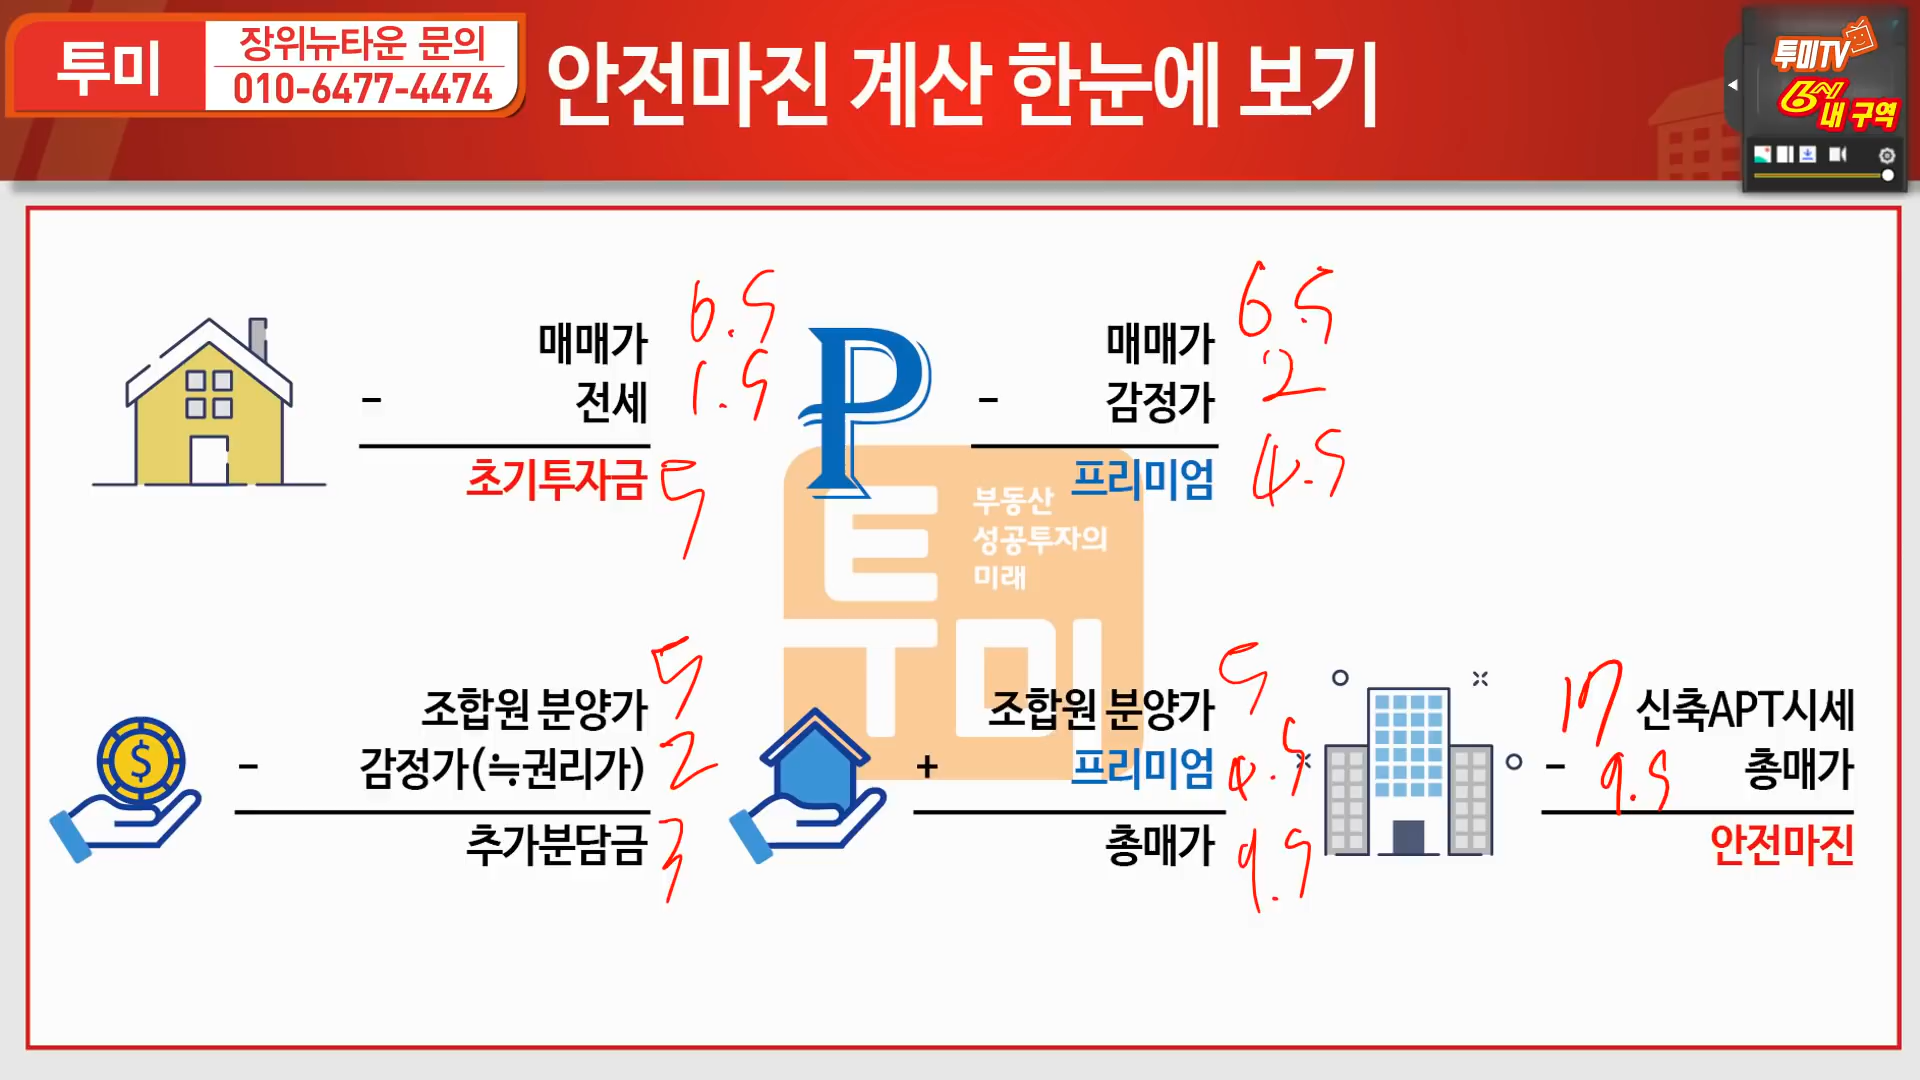 투미
장위뉴타운 문의
010-6477-4474
안전마진 계산 한눈에 보기
투미TV
내 구역
매매가 6.5
- 전세 1.5
초기투자금 5
P
매매가 6.5
- 감정가 2
프리미엄 4.5
부동산
성공투자의
미래
투미
조합원 분양가 5
- 감정가(≒권리가) 2
추가분담금 3
$
조합원 분양가 5
+ 프리미엄 4.5
총매가 9.5
17 신축APT시세
- 9.5 총매가
안전마진